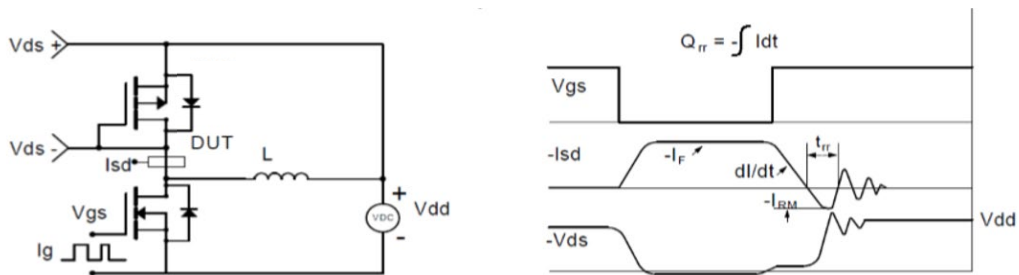 Vds +
Vds -
DUT
Isd
L
Vgs
Ig
+
VDC
-
Vdd
Qrr = -∫ Idt
Vgs
-Isd
-IF
dI/dt
trr
-IRM
-Vds
Vdd